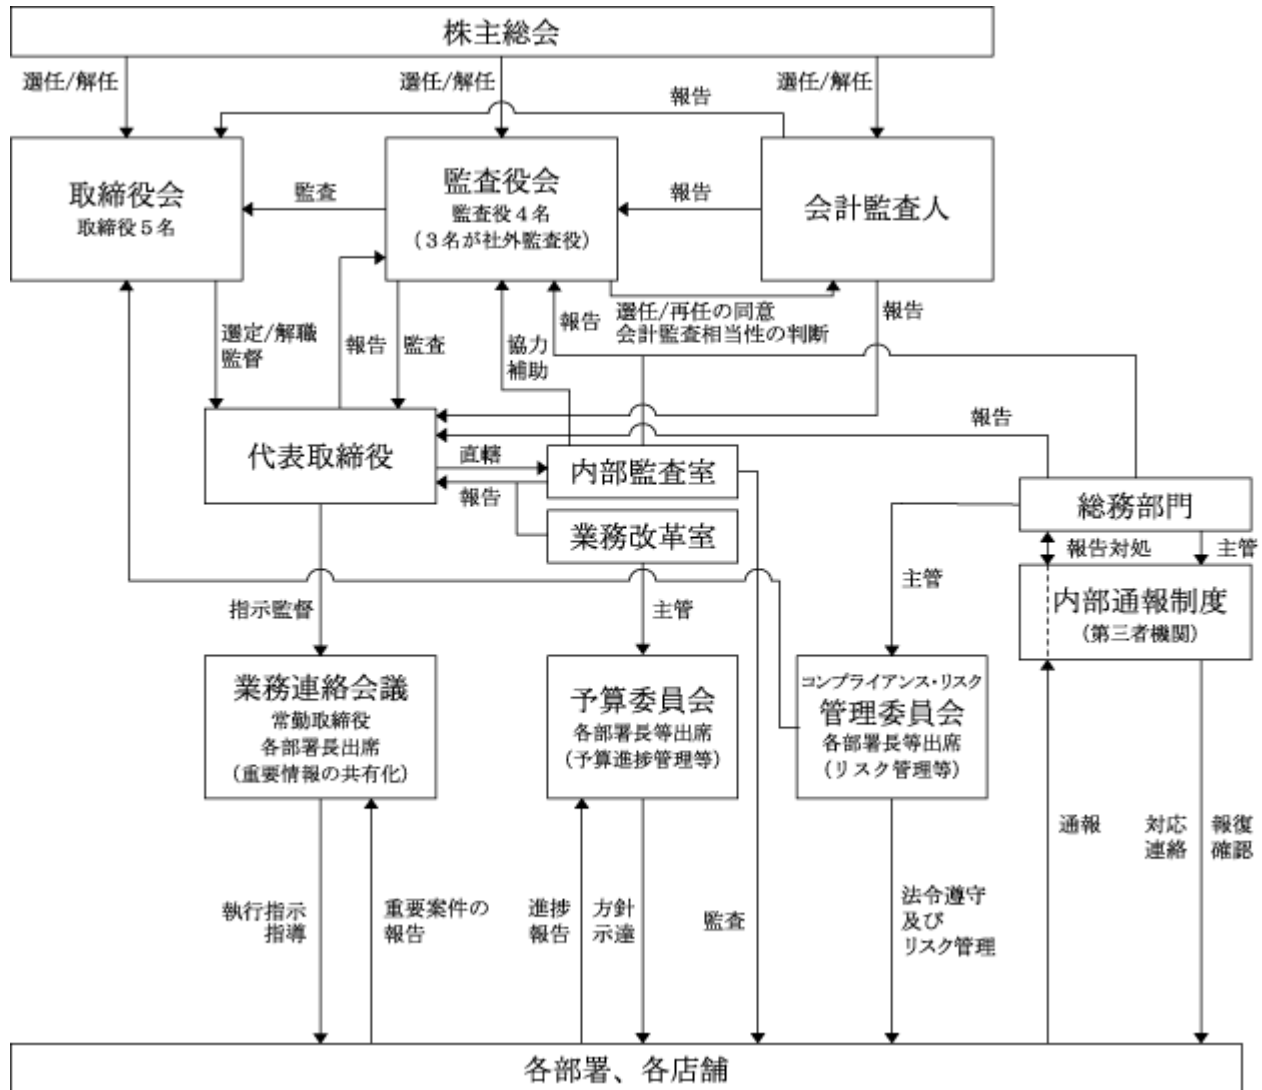 株主総会
選任/解任
選任/解任
報告
選任/解任
取締役会
取締役５名
監査
監査役会
監査役４名
(３名が社外監査役)
報告
会計監査人
選定/解職
監督
報告
監査
協力
補助
報告
選任/再任の同意
会計監査相当性の判断
報告
報告
代表取締役
直轄
報告
内部監査室
業務改革室
総務部門
報告対処
主管
内部通報制度
(第三者機関)
指示監督
主管
主管
業務連絡会議
常勤取締役
各部署長出席
(重要情報の共有化)
予算委員会
各部署長等出席
(予算進捗管理等)
コンプライアンス・リスク
管理委員会
各部署長等出席
(リスク管理等)
執行指示
指導
重要案件の
報告
進捗
報告
方針
示達
監査
法令遵守
及び
リスク管理
通報
対応
連絡
報復
確認
各部署、各店舗